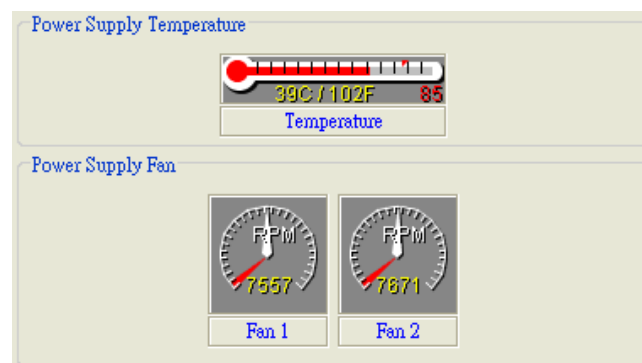 Power Supply Temperature
39C / 102F 85
Temperature
Power Supply Fan
RPM RPM
7557 7671
Fan 1 Fan 2